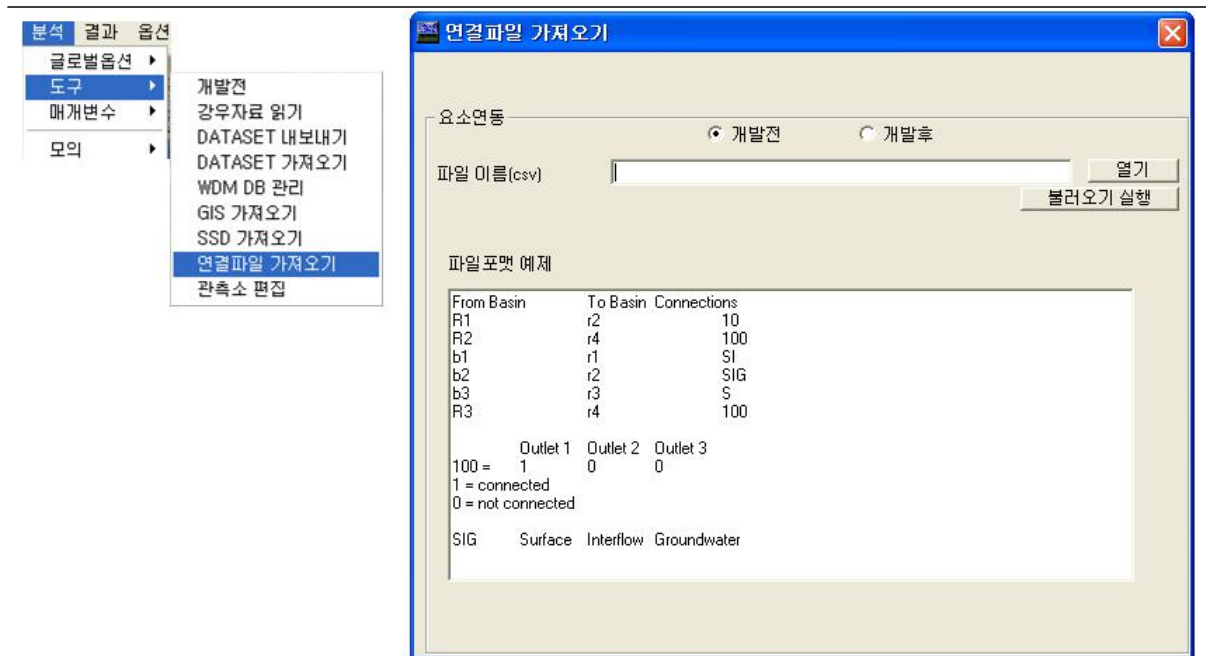 분석 결과 옵션
글로벌옵션
도구
매개변수
모의
개발전
강우자료 읽기
DATASET 내보내기
DATASET 가져오기
WDM DB 관리
GIS 가져오기
SSD 가져오기
연결파일 가져오기
관측소 편집
연결파일 가져오기
요소연동
개발전 개발후
파일 이름(csv) 열기
불러오기 실행
파일포맷 예제
From Basin To Basin Connections
R1 r2 10
R2 r4 100
b1 r1 SI
b2 r2 SIG
b3 r3 S
R3 r4 100
Outlet 1 Outlet 2 Outlet 3
100 = 1 0 0
1 = connected
0 = not connected
SIG Surface Interflow Groundwater